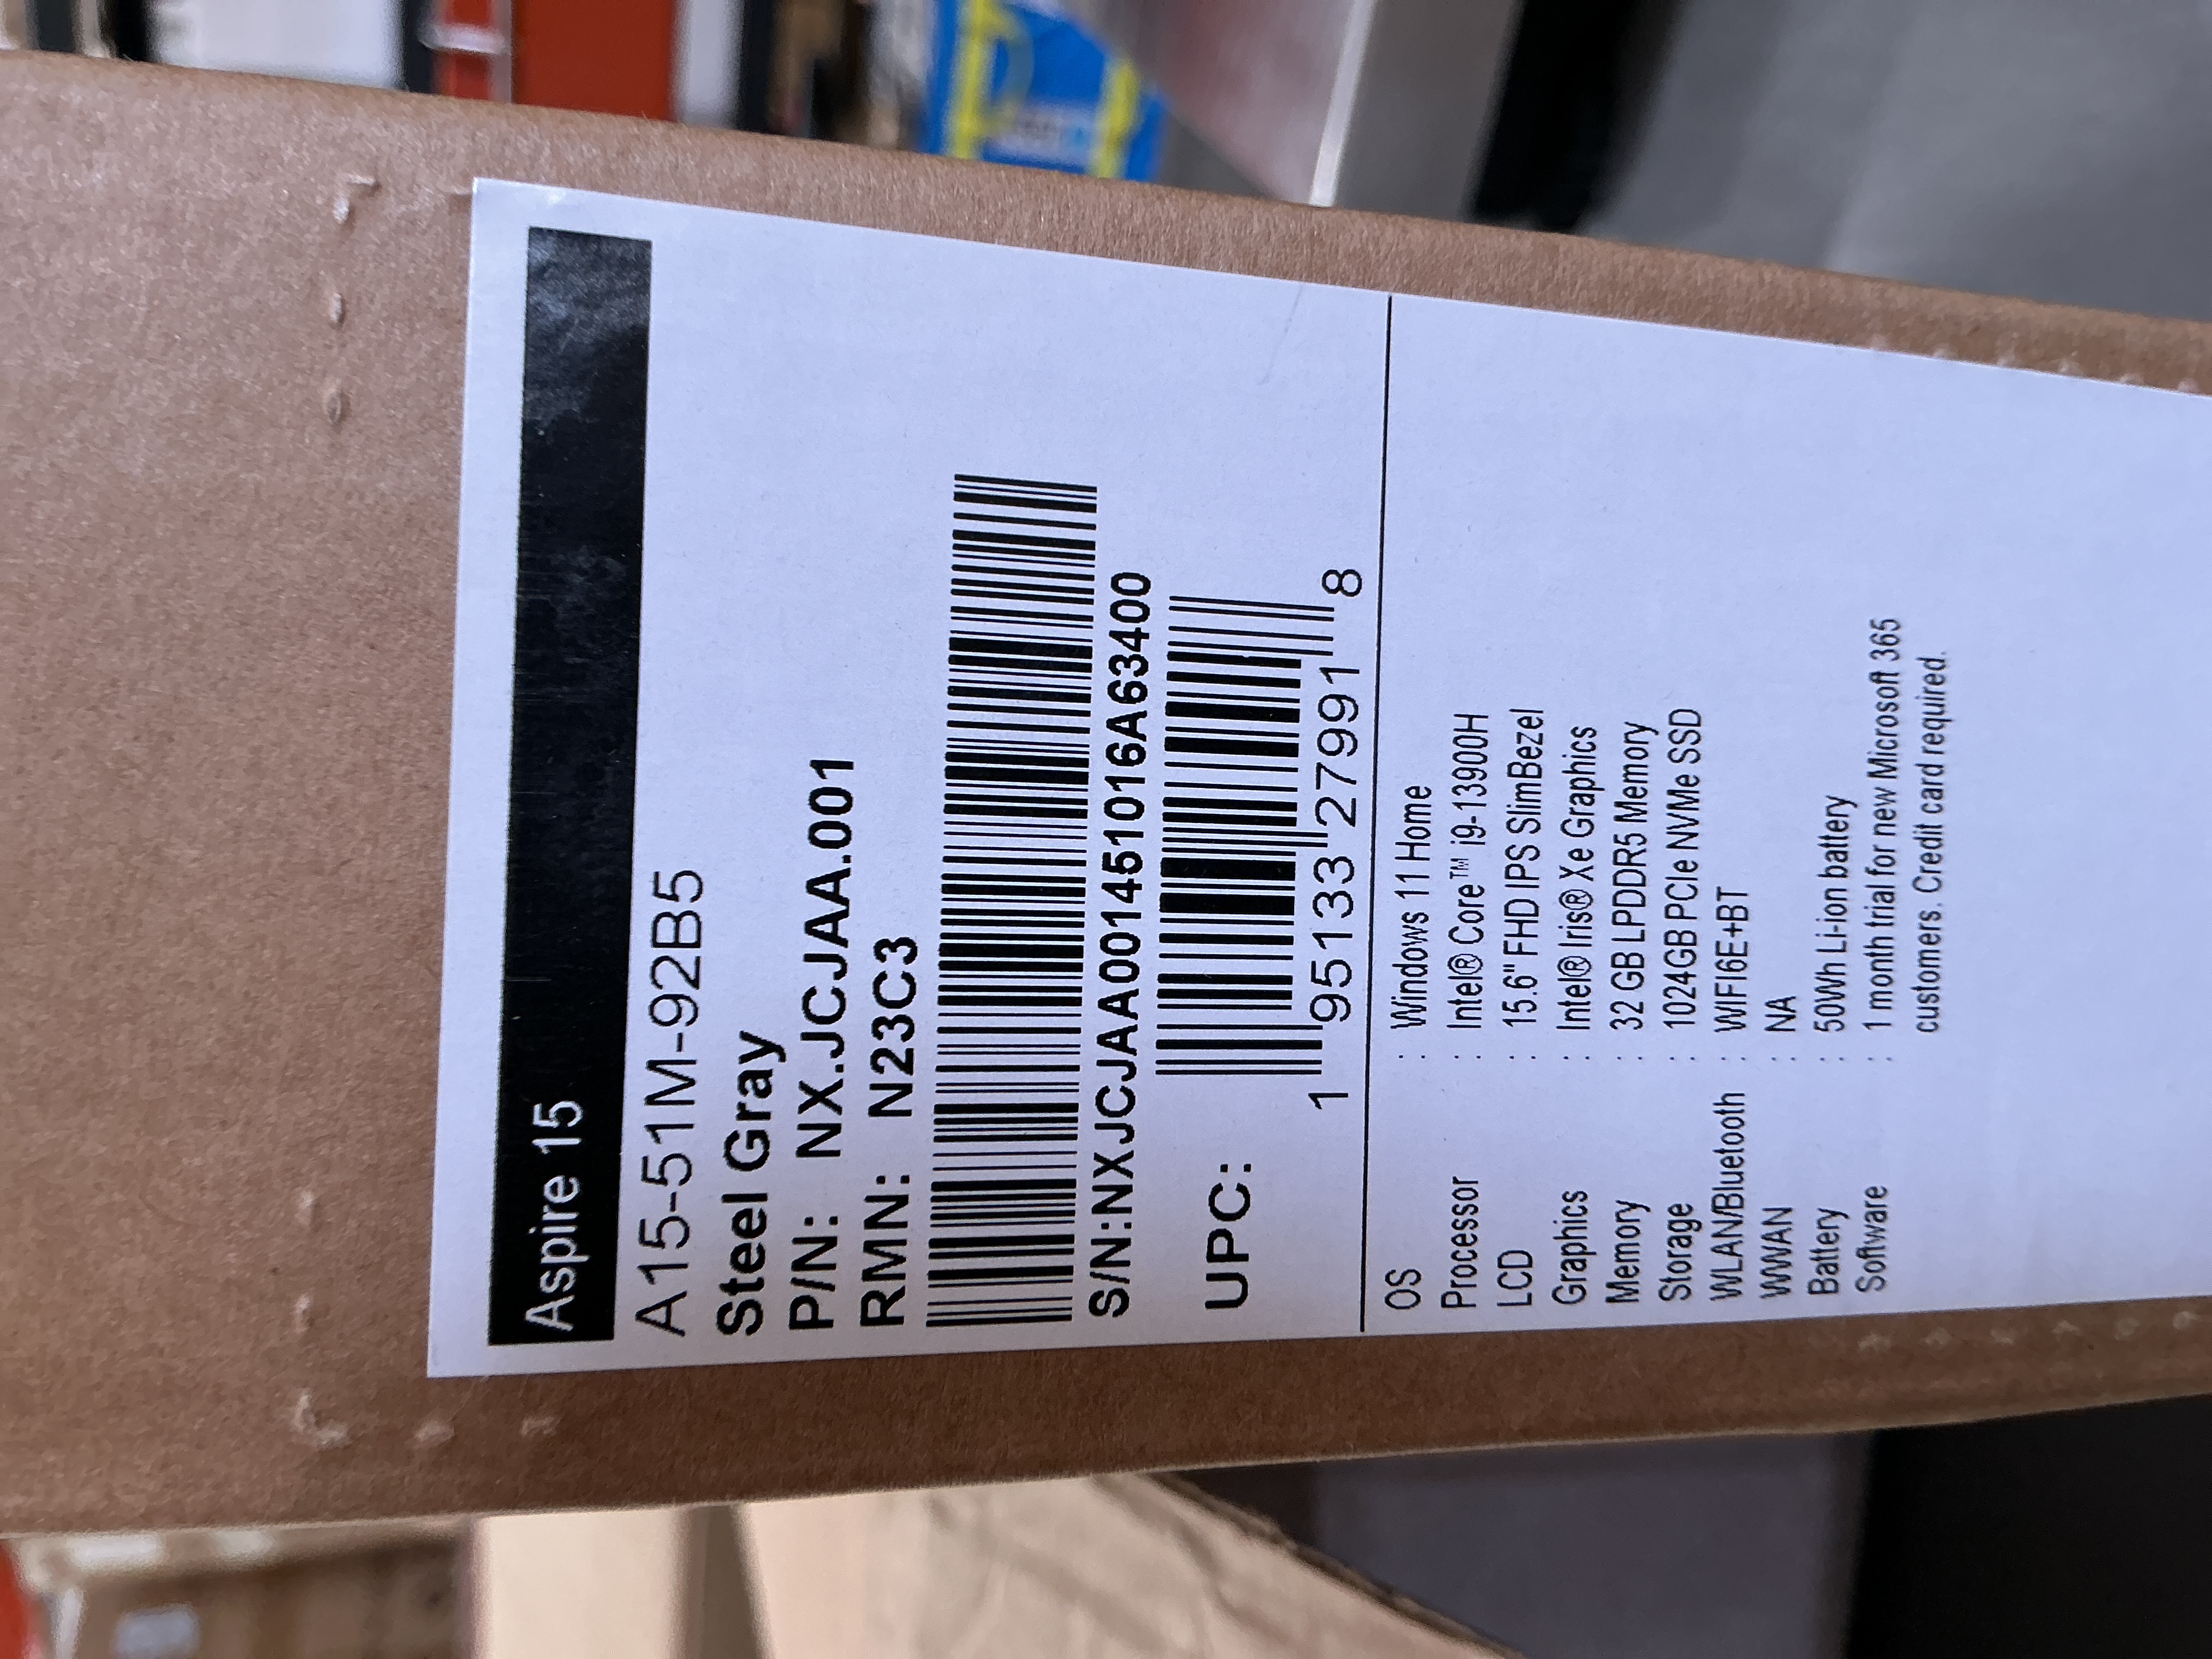 Aspire 15
A15-51M-92B5
Steel Gray
P/N: NX.JCJAA.001
RMN: N23C3
S/N:NXJCJAA001451016A63400
UPC:
1 95133 27991 8
OS : Windows 11 Home
Processor : Intel® Core™ i9-13900H
LCD : 15.6" FHD IPS SlimBezel
Graphics : Intel® Iris® Xe Graphics
Memory : 32 GB LPDDR5 Memory
Storage : 1024GB PCIe NVMe SSD
WLAN/Bluetooth : WIFI6E+BT
WWAN : NA
Battery : 50Wh Li-ion battery
Software : 1 month trial for new Microsoft 365
customers. Credit card required.